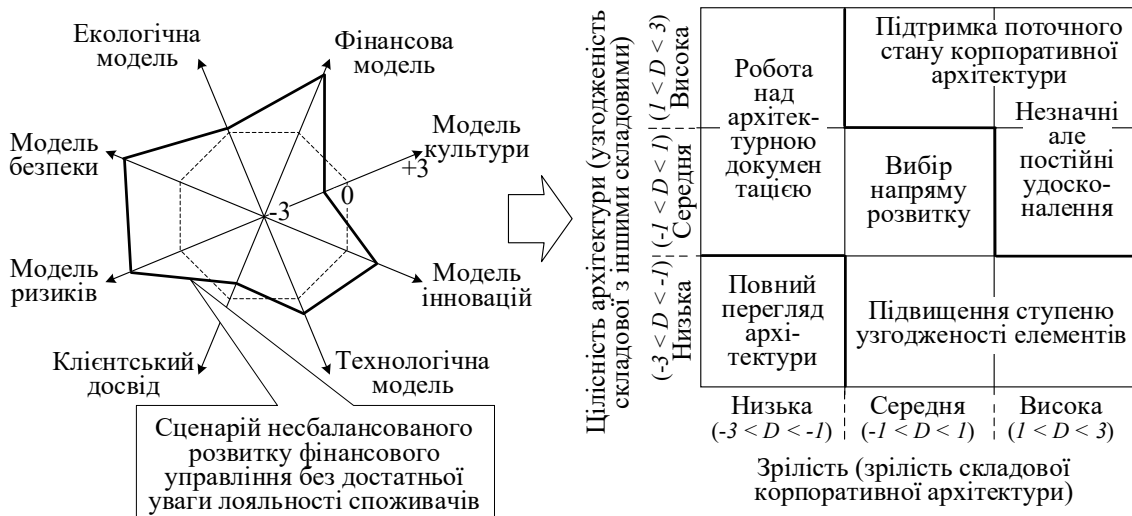 Екологічна
модель
Фінансова
модель
Модель
культури
+3
0
-3
Модель
безпеки
Модель
ризиків
Модель
інновацій
Клієнтський
досвід
Технологічна
модель
Сценарій несбалансованого
розвитку фінансового
управління без достатньої
уваги лояльності споживачів
Цілісність архітектури (узгодженість
складової з іншими складовими)
Висока
(1 < D < 3)
Середня
(-1 < D < 1)
Низька
(-3 < D < -1)
Робота
над
архітек-
турною
докумен
тацією
Підтримка поточного
стану корпоративної
архітектури
Вибір
напряму
розвитку
Незначні
але
постійні
удоско-
налення
Повний
перегляд
архі-
тектури
Підвищення ступеню
узгодженості елементів
Низька
(-3 < D < -1)
Середня
(-1 < D < 1)
Висока
(1 < D < 3)
Зрілість (зрілість складової
корпоративної архітектури)